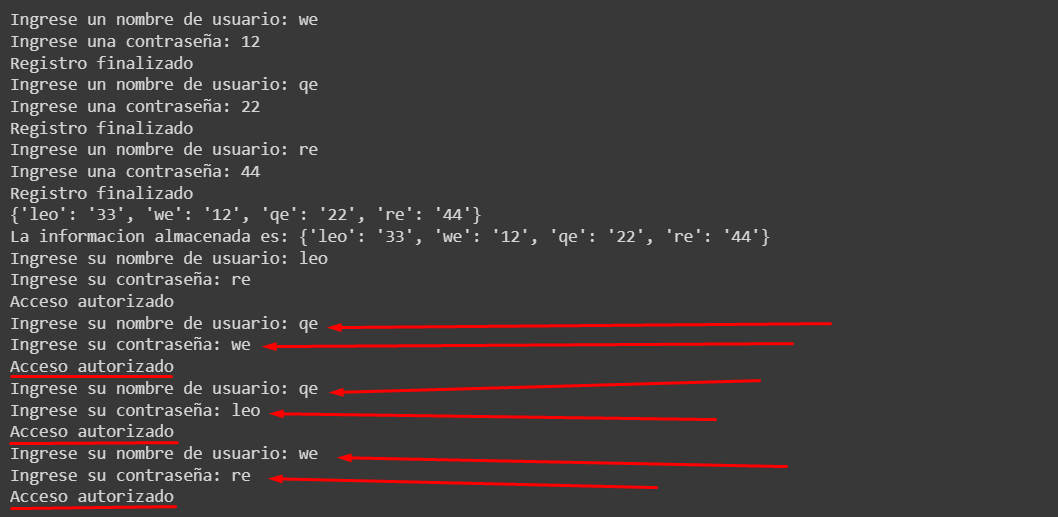 Ingrese un nombre de usuario: we
Ingrese una contraseña: 12
Registro finalizado
Ingrese un nombre de usuario: qe
Ingrese una contraseña: 22
Registro finalizado
Ingrese un nombre de usuario: re
Ingrese una contraseña: 44
Registro finalizado
{'leo': '33', 'we': '12', 'qe': '22', 're': '44'}
La informacion almacenada es: {'leo': '33', 'we': '12', 'qe': '22', 're': '44'}
Ingrese su nombre de usuario: leo
Ingrese su contraseña: re
Acceso autorizado
Ingrese su nombre de usuario: qe
Ingrese su contraseña: we
Acceso autorizado
Ingrese su nombre de usuario: qe
Ingrese su contraseña: leo
Acceso autorizado
Ingrese su nombre de usuario: we
Ingrese su contraseña: re
Acceso autorizado